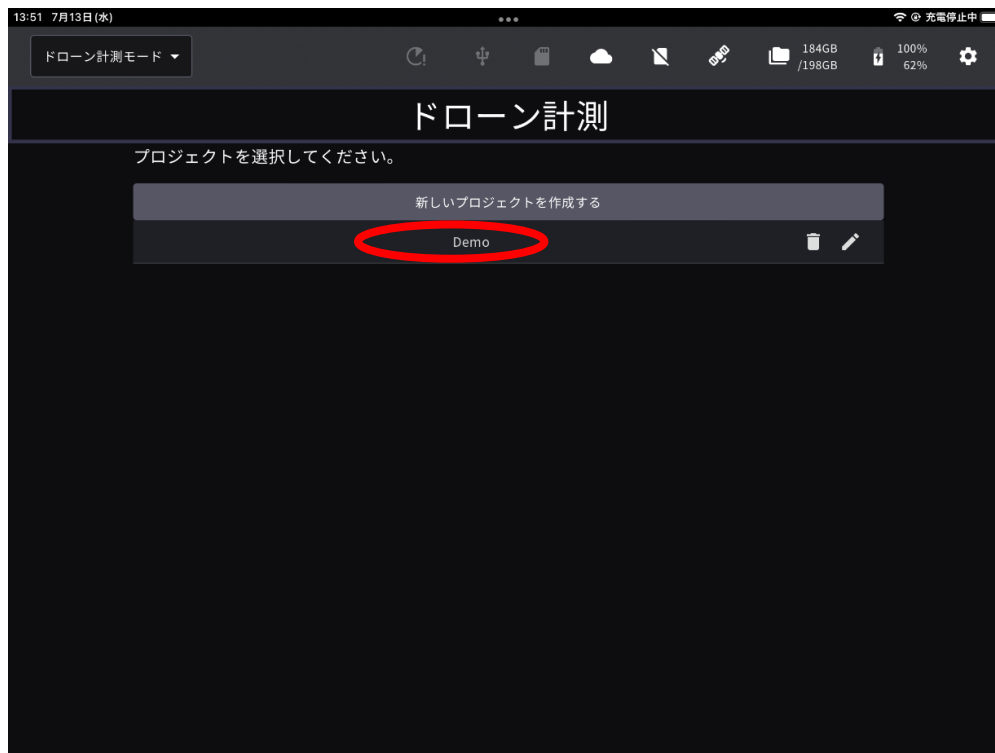 13:51 7月13日(水)
充電停止中
ドローン計測モード
184GB
/198GB
100%
62%
ドローン計測
プロジェクトを選択してください。
新しいプロジェクトを作成する
Demo